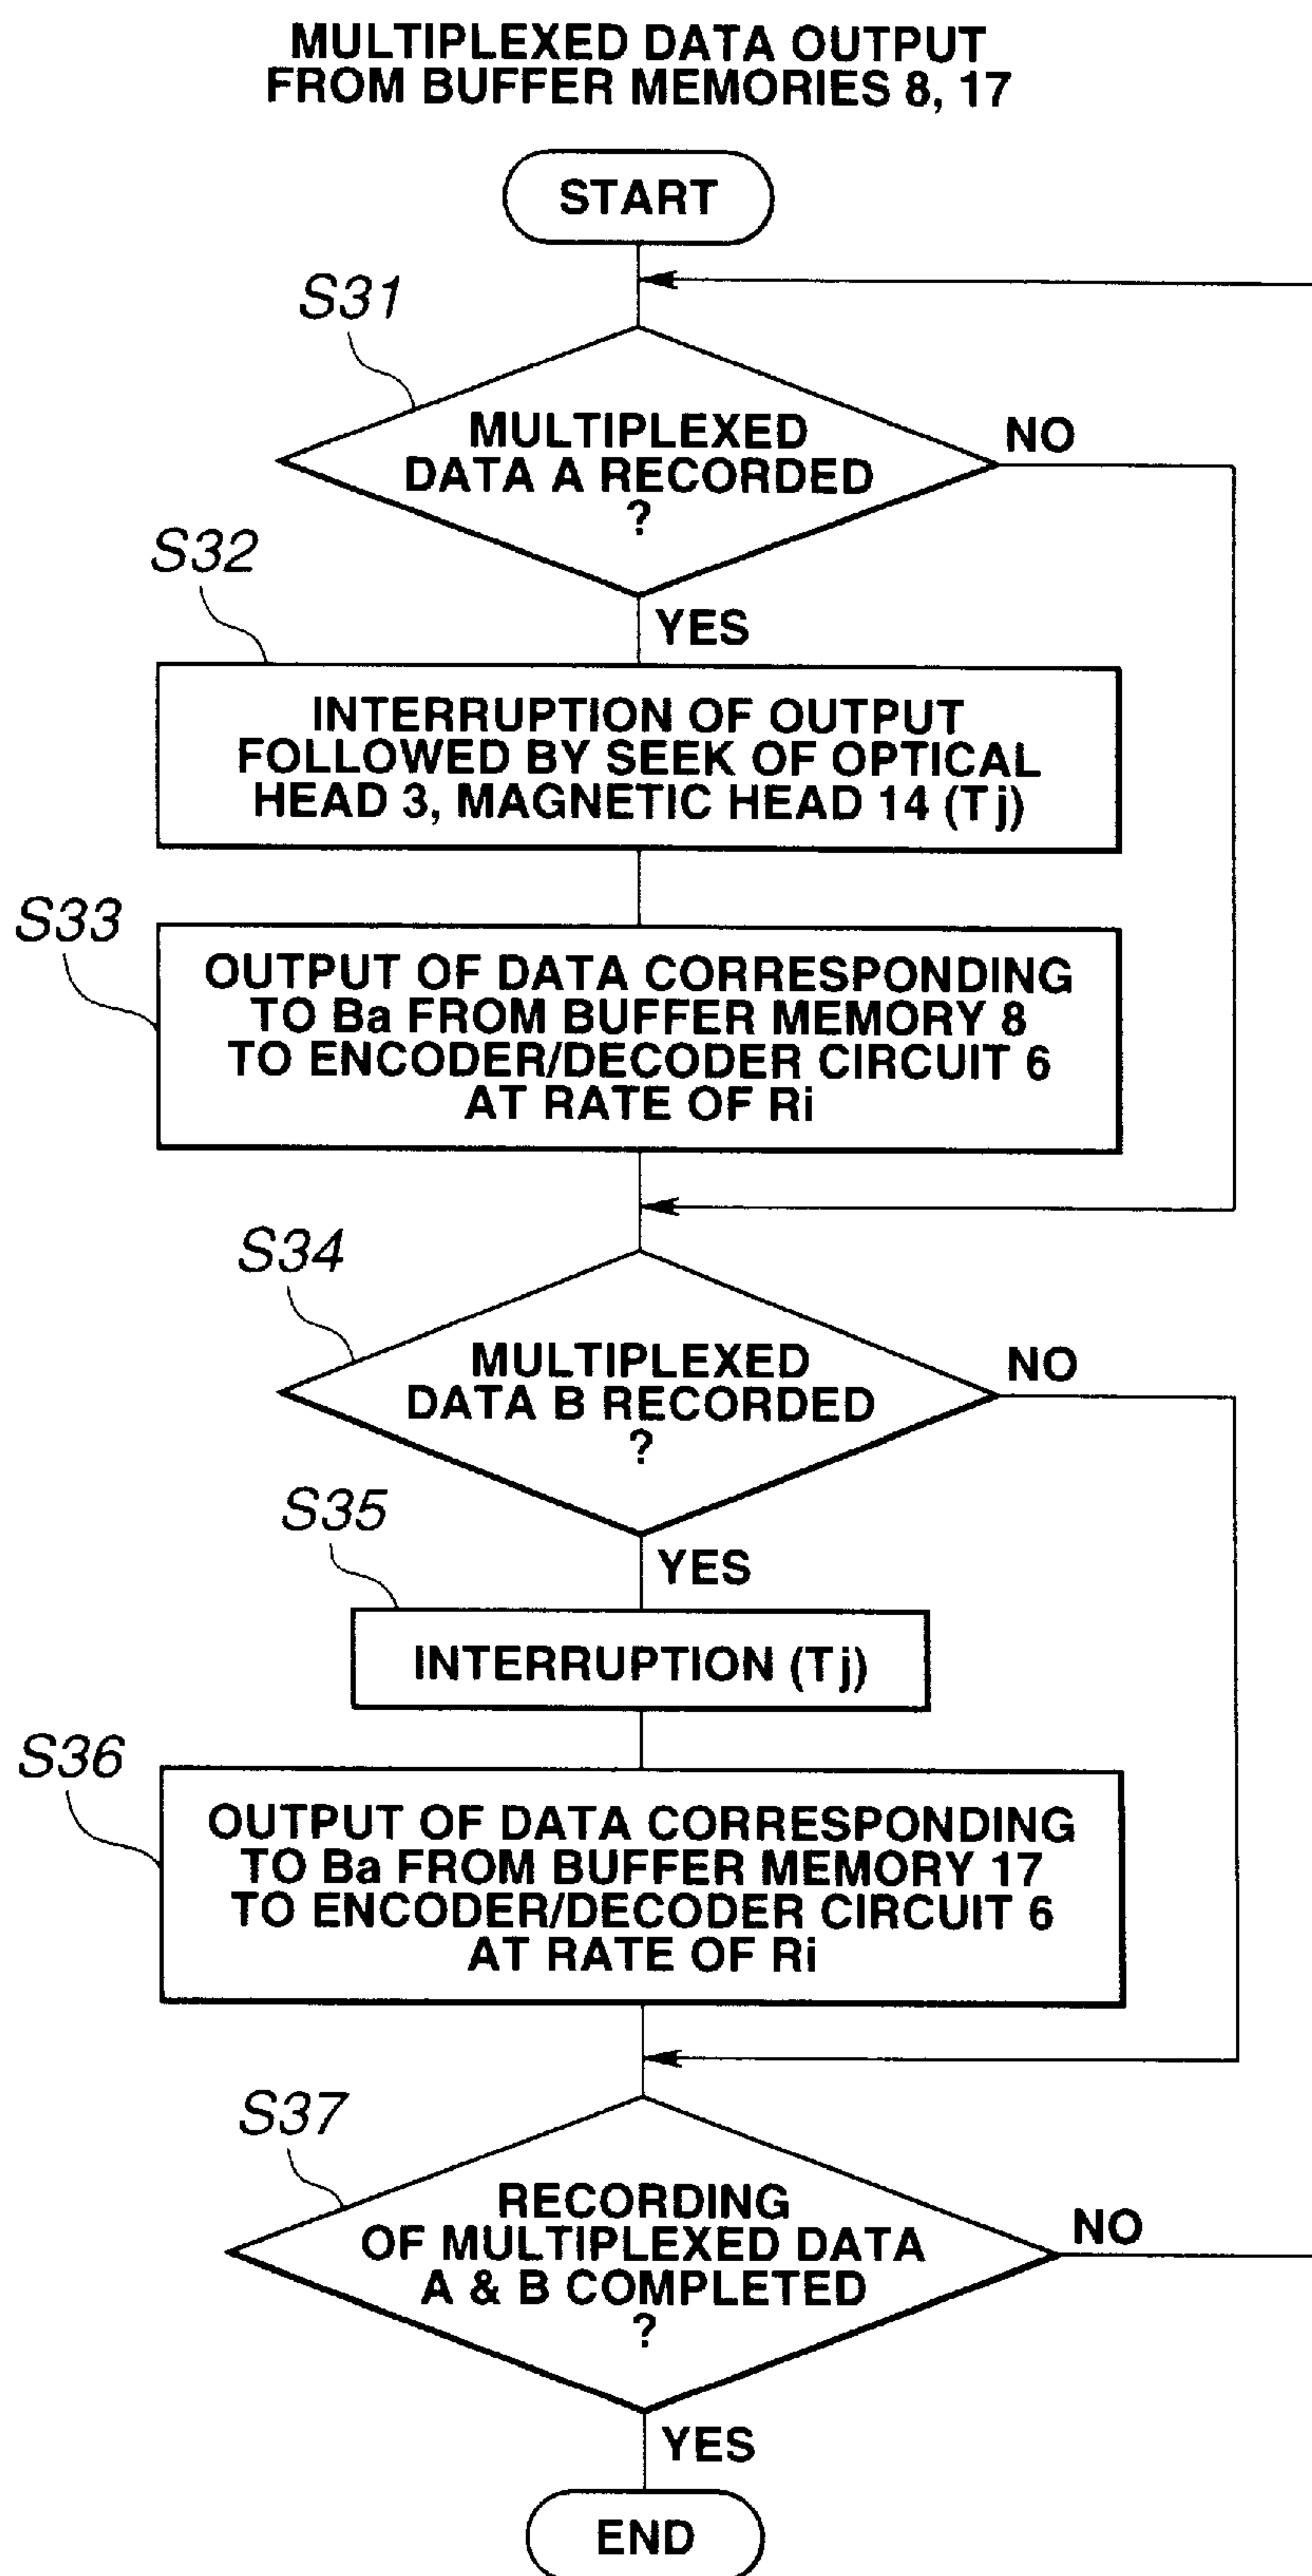 MULTIPLEXED DATA OUTPUT
FROM BUFFER MEMORIES 8, 17
START
S31
MULTIPLEXED
DATA A RECORDED
?
NO
YES
S32
INTERRUPTION OF OUTPUT
FOLLOWED BY SEEK OF OPTICAL
HEAD 3, MAGNETIC HEAD 14 (Tj)
S33
OUTPUT OF DATA CORRESPONDING
TO Ba FROM BUFFER MEMORY 8
TO ENCODER/DECODER CIRCUIT 6
AT RATE OF Ri
S34
MULTIPLEXED
DATA B RECORDED
?
NO
YES
S35
INTERRUPTION (Tj)
S36
OUTPUT OF DATA CORRESPONDING
TO Ba FROM BUFFER MEMORY 17
TO ENCODER/DECODER CIRCUIT 6
AT RATE OF Ri
S37
RECORDING
OF MULTIPLEXED DATA
A & B COMPLETED
?
NO
YES
END